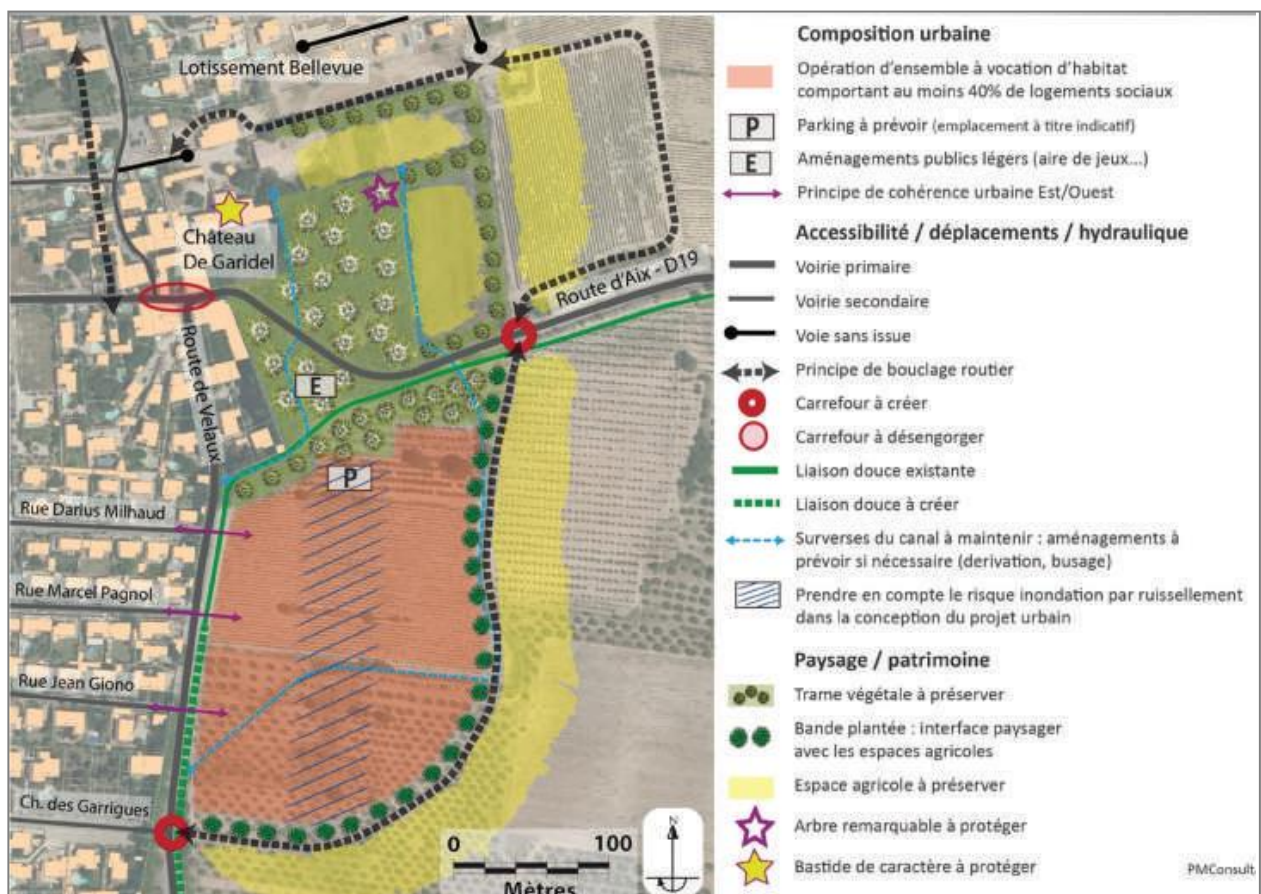 Lotissement Bellevue
Château
De Garidel
Route d'Aix - D19
Route de Velaux
E
P
Rue Darius Milhaud
Rue Marcel Pagnol
Rue Jean Giono
Ch. des Garrigues
0 100
Mètres
N
Composition urbaine
Opération d'ensemble à vocation d'habitat
comportant au moins 40% de logements sociaux
P Parking à prévoir (emplacement à titre indicatif)
E Aménagements publics légers (aire de jeux...)
Principe de cohérence urbaine Est/Ouest
Accessibilité / déplacements / hydraulique
Voirie primaire
Voirie secondaire
Voie sans issue
Principe de bouclage routier
Carrefour à créer
Carrefour à désengorger
Liaison douce existante
Liaison douce à créer
Surverses du canal à maintenir : aménagements à
prévoir si nécessaire (derivation, busage)
Prendre en compte le risque inondation par ruissellement
dans la conception du projet urbain
Paysage / patrimoine
Trame végétale à préserver
Bande plantée : interface paysager
avec les espaces agricoles
Espace agricole à préserver
Arbre remarquable à protéger
Bastide de caractère à protéger
PMConsult